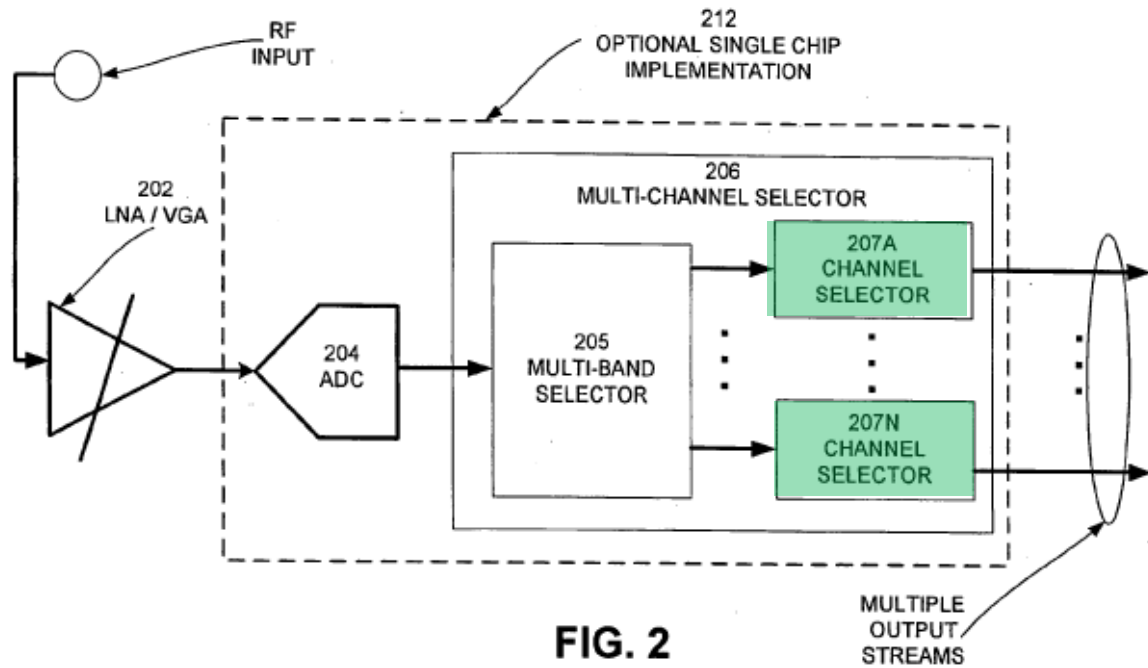 RF
INPUT
212
OPTIONAL SINGLE CHIP
IMPLEMENTATION
202
LNA / VGA
206
MULTI-CHANNEL SELECTOR
204
ADC
205
MULTI-BAND
SELECTOR
207A
CHANNEL
SELECTOR
207N
CHANNEL
SELECTOR
MULTIPLE
OUTPUT
STREAMS
FIG. 2